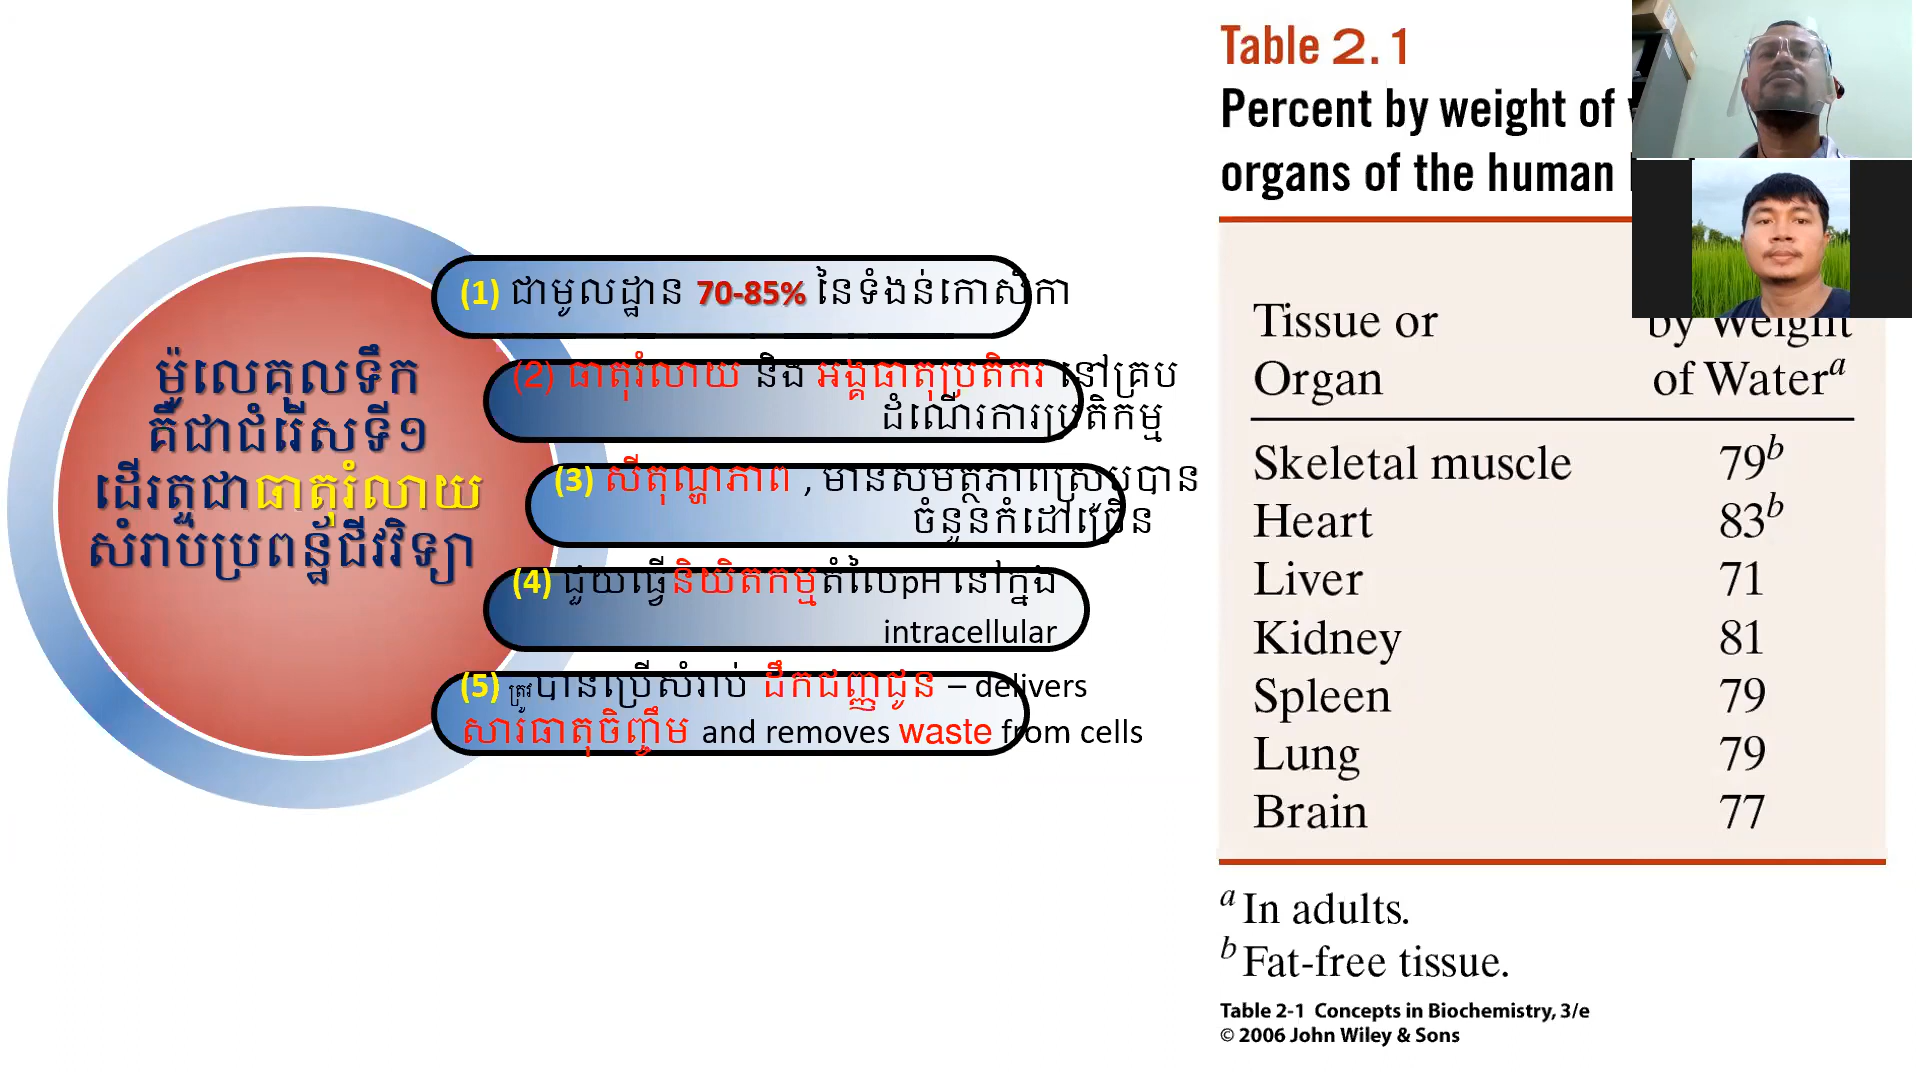 ម៉ូលេគុលទឹក
គឺជាជំរើសទី១
ដើរតួជាធាតុរំលាយ
សំរាប់ប្រពន្ឋ័ជីវវិទ្យា
(1) ជាមូលដ្ឋាន 70-85% នៃទំងន់កោសិកា
(2) ធាតុរំលាយ និង អង្គធាតុប្រតិករ នៅគ្រប
ដំណើរការប្រតិកម្ម
(3) សីតុណ្ហភាព , មានសមត្ថភាពស្រូបបាន
ចំនួនកំដៅច្រើន
(4) ជួយធ្វើនិយិតកម្មតំលៃpH នៅក្នុង
intracellular
(5) ត្រូវបានប្រើសំរាប់ ដឹកជញ្ជូន – delivers
សារធាតុចិញ្ចឹម and removes waste from cells
Table 2.1
Percent by weight of
organs of the human
Tissue or by Weight
Organ of Waterᵃ
Skeletal muscle 79ᵇ
Heart 83ᵇ
Liver 71
Kidney 81
Spleen 79
Lung 79
Brain 77
ᵃ In adults.
ᵇ Fat-free tissue.
Table 2-1 Concepts in Biochemistry, 3/e
© 2006 John Wiley & Sons